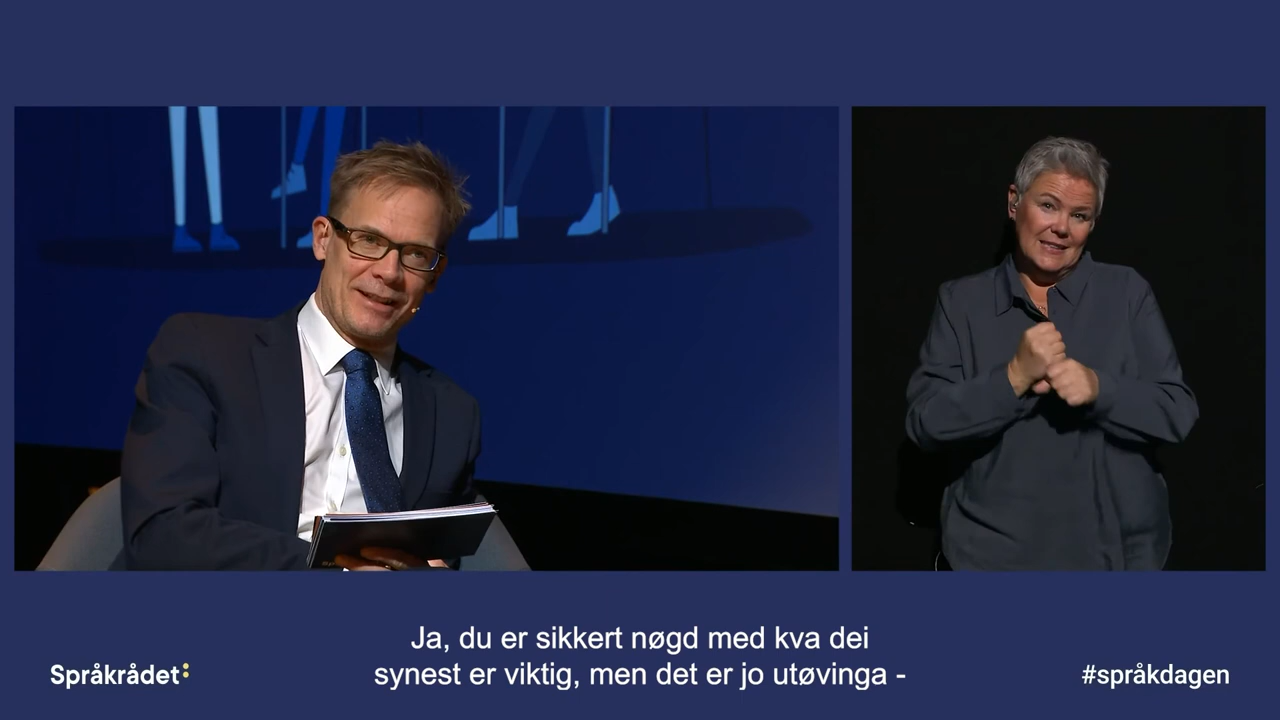 Ja, du er sikkert nøgd med kva dei
synest er viktig, men det er jo utøvinga -
Språkrådet:
#språkdagen